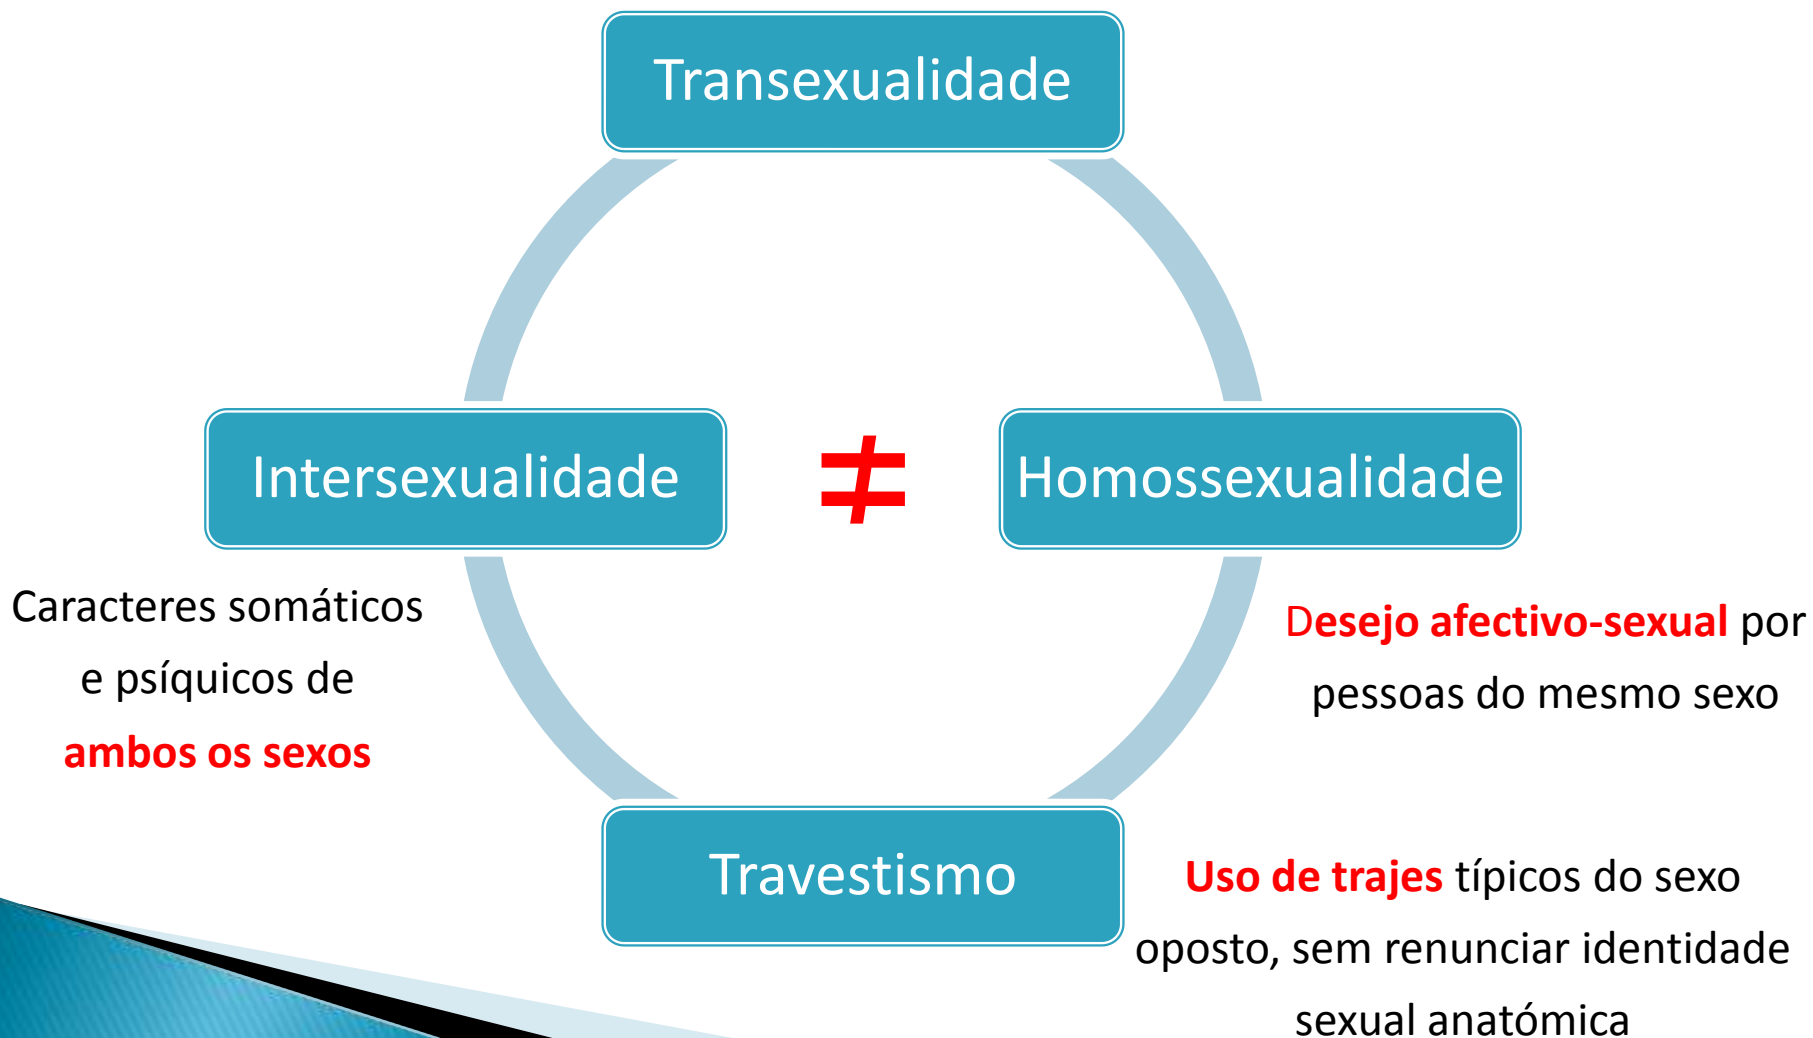 Transexualidade
Intersexualidade
≠
Homossexualidade
Caracteres somáticos
e psíquicos de
ambos os sexos
Desejo afectivo-sexual por
pessoas do mesmo sexo
Travestismo
Uso de trajes típicos do sexo
oposto, sem renunciar identidade
sexual anatómica